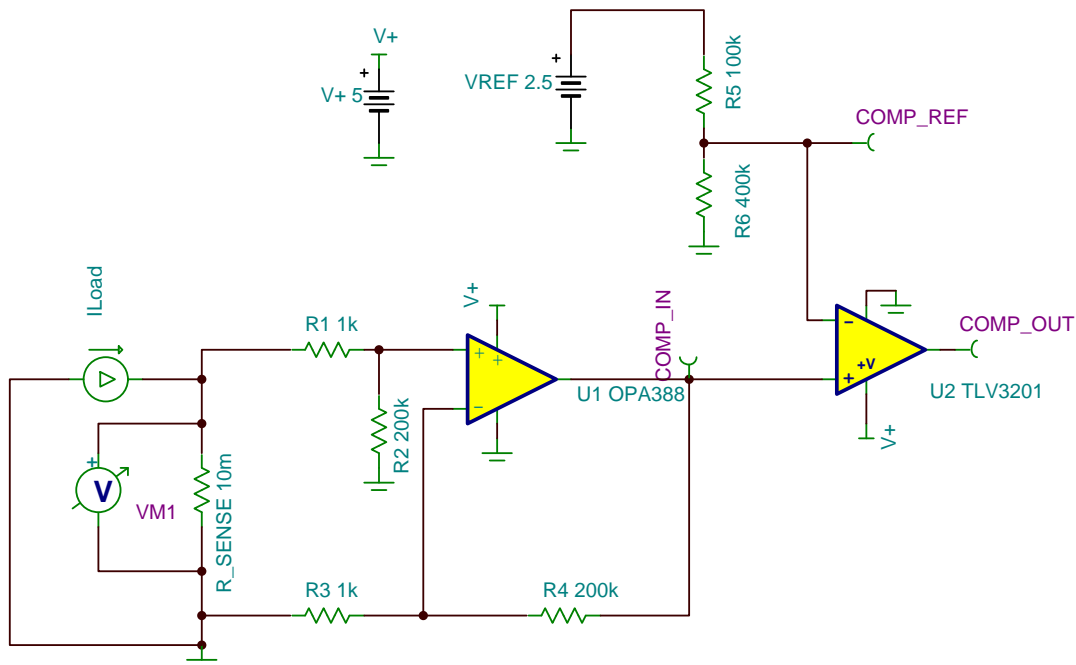 V+
+
V+ 5
+
VREF 2.5
R5 100k
COMP_REF
R6 400k
ILoad
R1 1k
V+
+
+
-
U1 OPA388
R2 200k
COMP_IN
-
+V
+
COMP_OUT
U2 TLV3201
V+
+
V
VM1
R_SENSE 10m
R3 1k
R4 200k